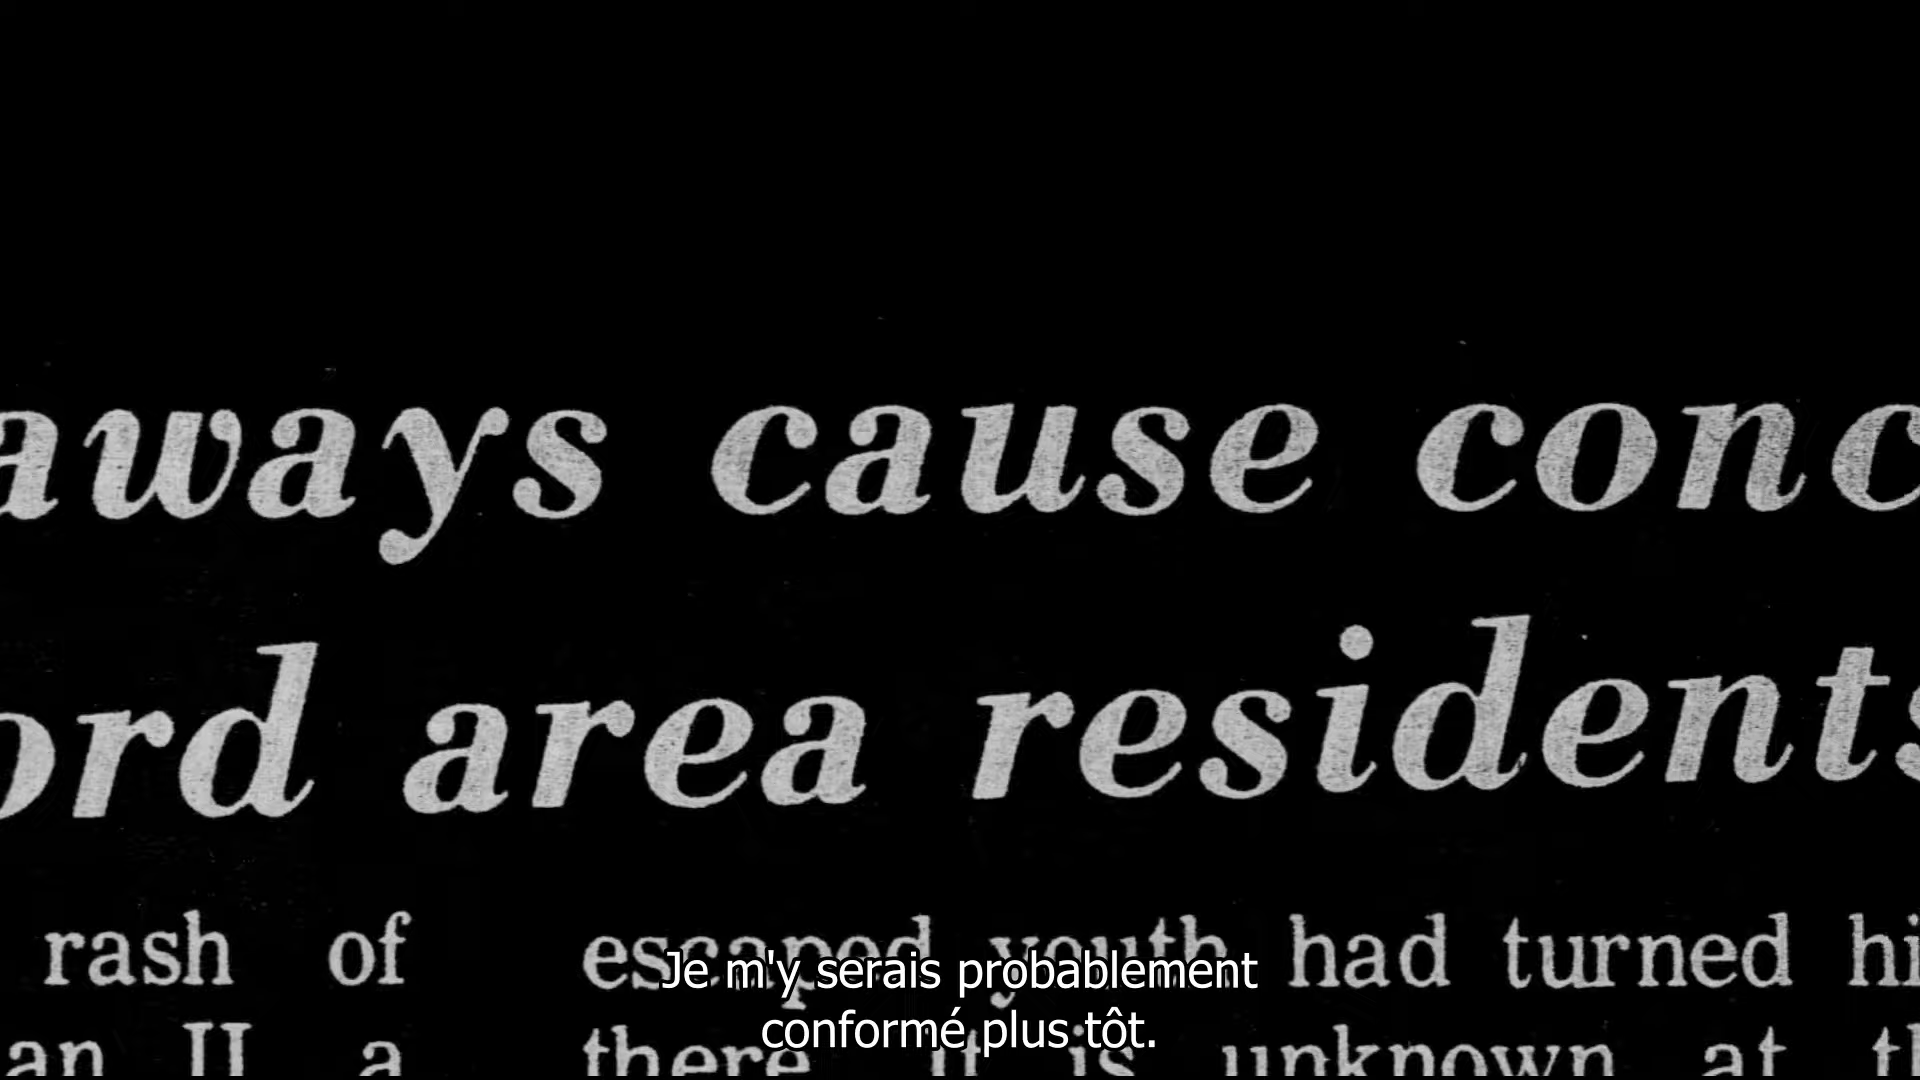 aways cause conc
ord area residents
rash of
escaped youth had turned hi
an II a
there. It is unknown at th
Je m'y serais probablement
conformé plus tôt.